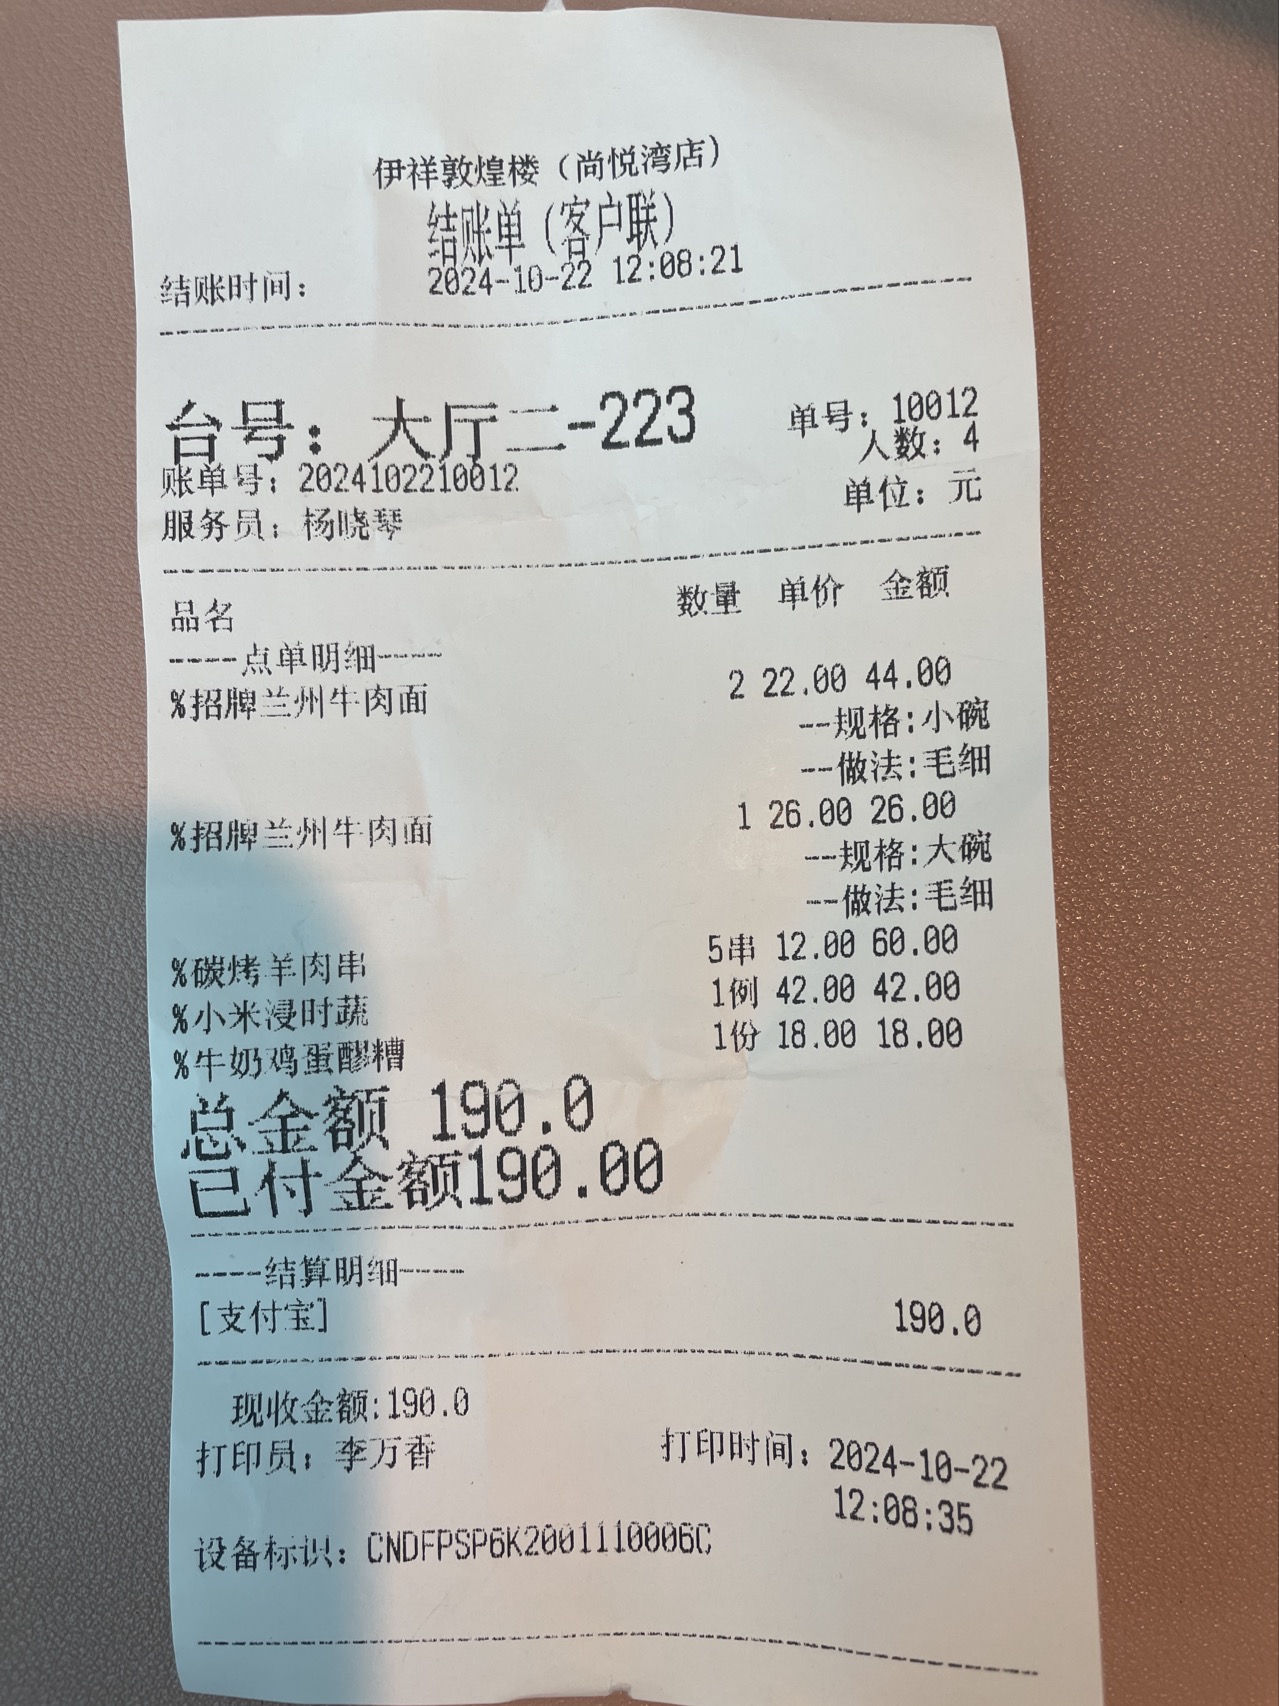 伊祥敦煌楼（尚悦湾店）
结账单（客户联）
结账时间： 2024-10-22 12:08:21
台号： 大厅二-223 单号：10012
人数：4
账单号：2024102210012 单位：元
服务员：杨晓琴
品名 数量 单价 金额
----点单明细----
%招牌兰州牛肉面 2 22.00 44.00
--规格:小碗
--做法:毛细
%招牌兰州牛肉面 1 26.00 26.00
--规格:大碗
--做法:毛细
%碳烤羊肉串 5串 12.00 60.00
%小米浸时蔬 1例 42.00 42.00
%牛奶鸡蛋醪糟 1份 18.00 18.00
总金额 190.0
已付金额190.00
----结算明细----
[支付宝] 190.0
现收金额:190.0
打印员：李万香 打印时间：2024-10-22
12:08:35
设备标识：CNDFPSP6K2001110006C